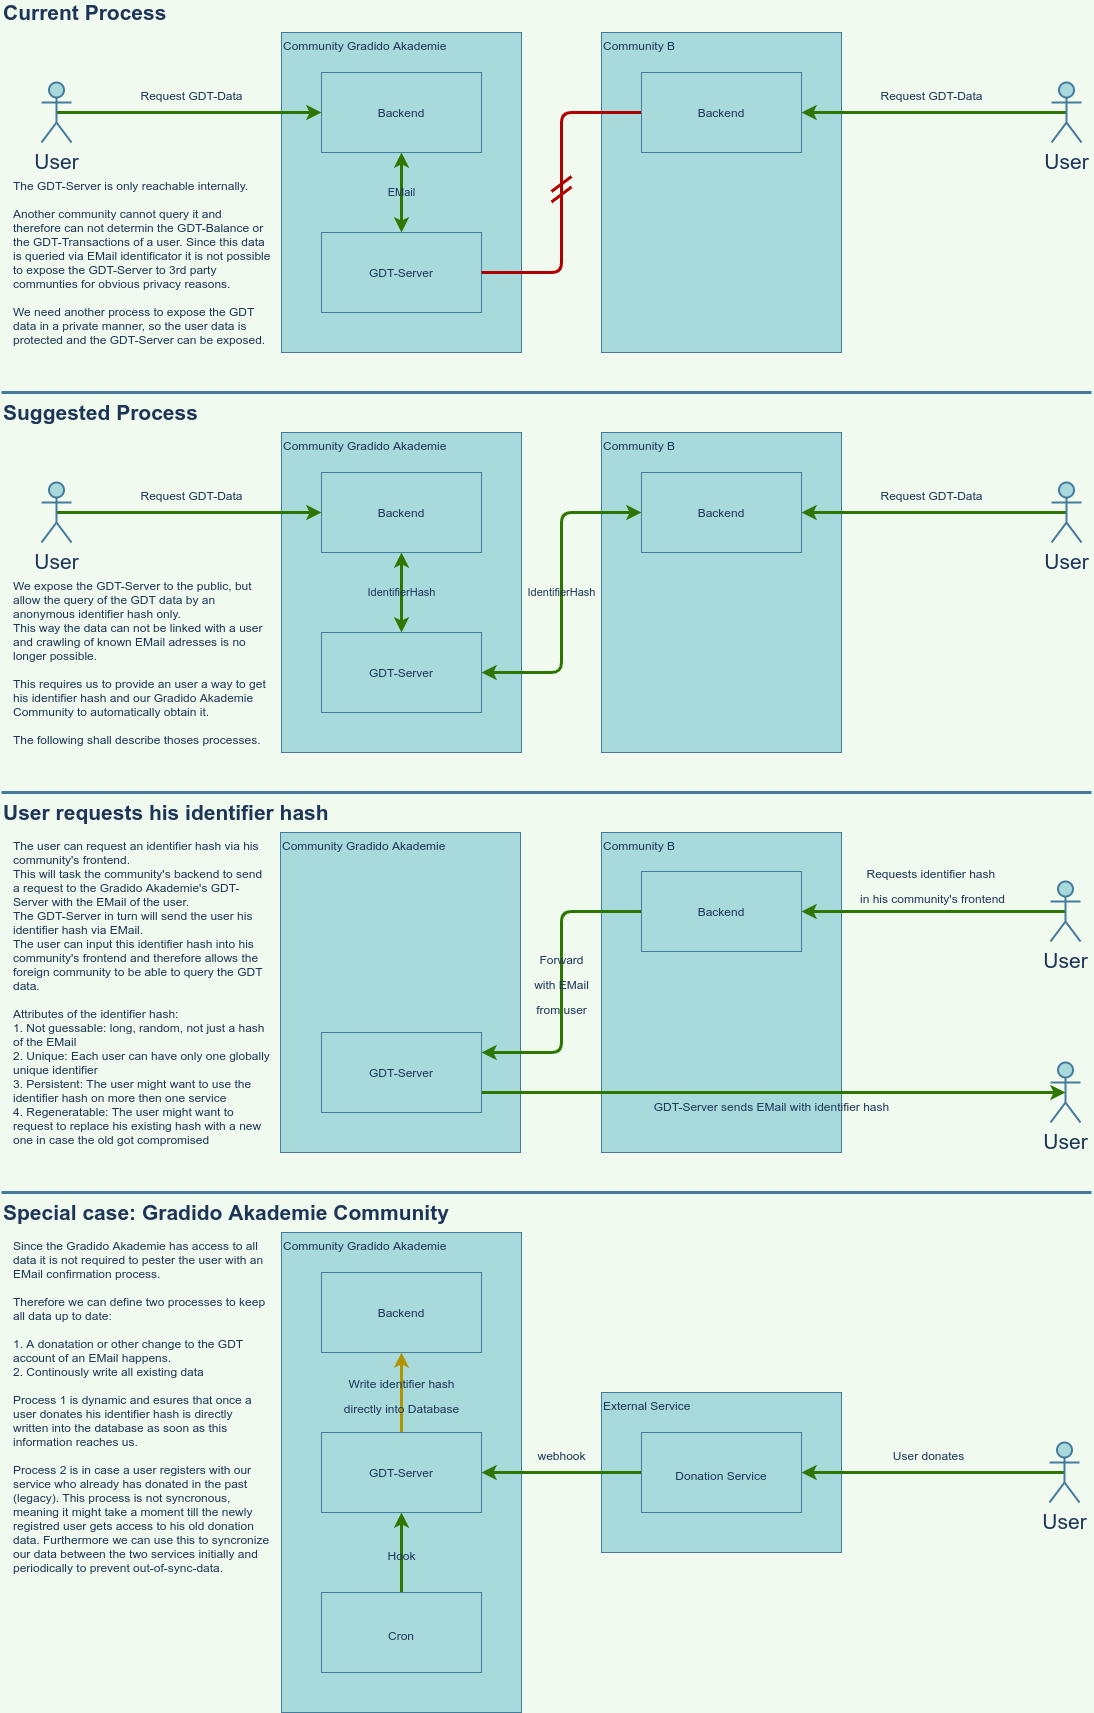 Current Process
Community Gradido Akademie
Community B
Request GDT-Data
Backend
Backend
Request GDT-Data
User
User
EMail
GDT-Server
The GDT-Server is only reachable internally.
Another community cannot query it and
therefore can not determin the GDT-Balance or
the GDT-Transactions of a user. Since this data
is queried via EMail identificator it is not possible
to expose the GDT-Server to 3rd party
communties for obvious privacy reasons.
We need another process to expose the GDT
data in a private manner, so the user data is
protected and the GDT-Server can be exposed.
Suggested Process
Community Gradido Akademie
Community B
Request GDT-Data
Backend
Backend
Request GDT-Data
User
User
IdentifierHash
IdentifierHash
GDT-Server
We expose the GDT-Server to the public, but
allow the query of the GDT data by an
anonymous identifier hash only.
This way the data can not be linked with a user
and crawling of known EMail adresses is no
longer possible.
This requires us to provide an user a way to get
his identifier hash and our Gradido Akademie
Community to automatically obtain it.
The following shall describe thoses processes.
User requests his identifier hash
The user can request an identifier hash via his
community's frontend.
This will task the community's backend to send
a request to the Gradido Akademie's GDT-
Server with the EMail of the user.
The GDT-Server in turn will send the user his
identifier hash via EMail.
The user can input this identifier hash into his
community's frontend and therefore allows the
foreign community to be able to query the GDT
data.
Attributes of the identifier hash:
1. Not guessable: long, random, not just a hash
of the EMail
2. Unique: Each user can have only one globally
unique identifier
3. Persistent: The user might want to use the
identifier hash on more then one service
4. Regeneratable: The user might want to
request to replace his existing hash with a new
one in case the old got compromised
Community Gradido Akademie
Community B
Backend
Requests identifier hash
in his community's frontend
User
Forward
with EMail
from user
GDT-Server
GDT-Server sends EMail with identifier hash
User
Special case: Gradido Akademie Community
Since the Gradido Akademie has access to all
data it is not required to pester the user with an
EMail confirmation process.
Therefore we can define two processes to keep
all data up to date:
1. A donatation or other change to the GDT
account of an EMail happens.
2. Continously write all existing data
Process 1 is dynamic and esures that once a
user donates his identifier hash is directly
written into the database as soon as this
information reaches us.
Process 2 is in case a user registers with our
service who already has donated in the past
(legacy). This process is not syncronous,
meaning it might take a moment till the newly
registred user gets access to his old donation
data. Furthermore we can use this to syncronize
our data between the two services initially and
periodically to prevent out-of-sync-data.
Community Gradido Akademie
Backend
Write identifier hash
directly into Database
GDT-Server
Hook
Cron
webhook
External Service
Donation Service
User donates
User